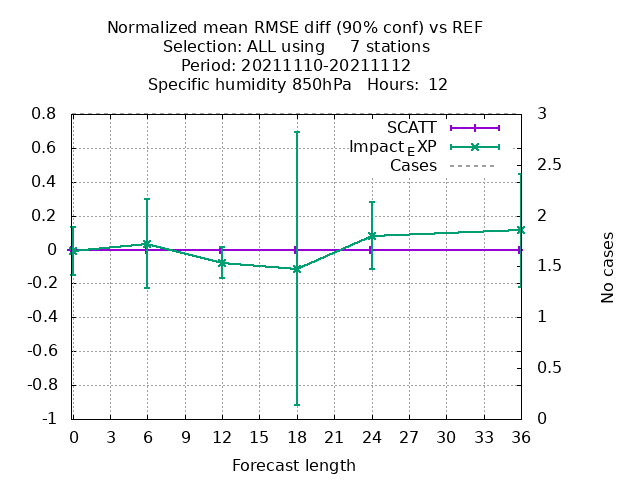 Normalized mean RMSE diff (90% conf) vs REF
Selection: ALL using     7 stations
Period: 20211110-20211112
Specific humidity 850hPa   Hours:  12
0.8
0.6
0.4
0.2
0
-0.2
-0.4
-0.6
-0.8
-1
SCATT
Impact_EXP
Cases
3
2.5
2
1.5
1
0.5
0
No cases
0 3 6 9 12 15 18 21 24 27 30 33 36
Forecast length